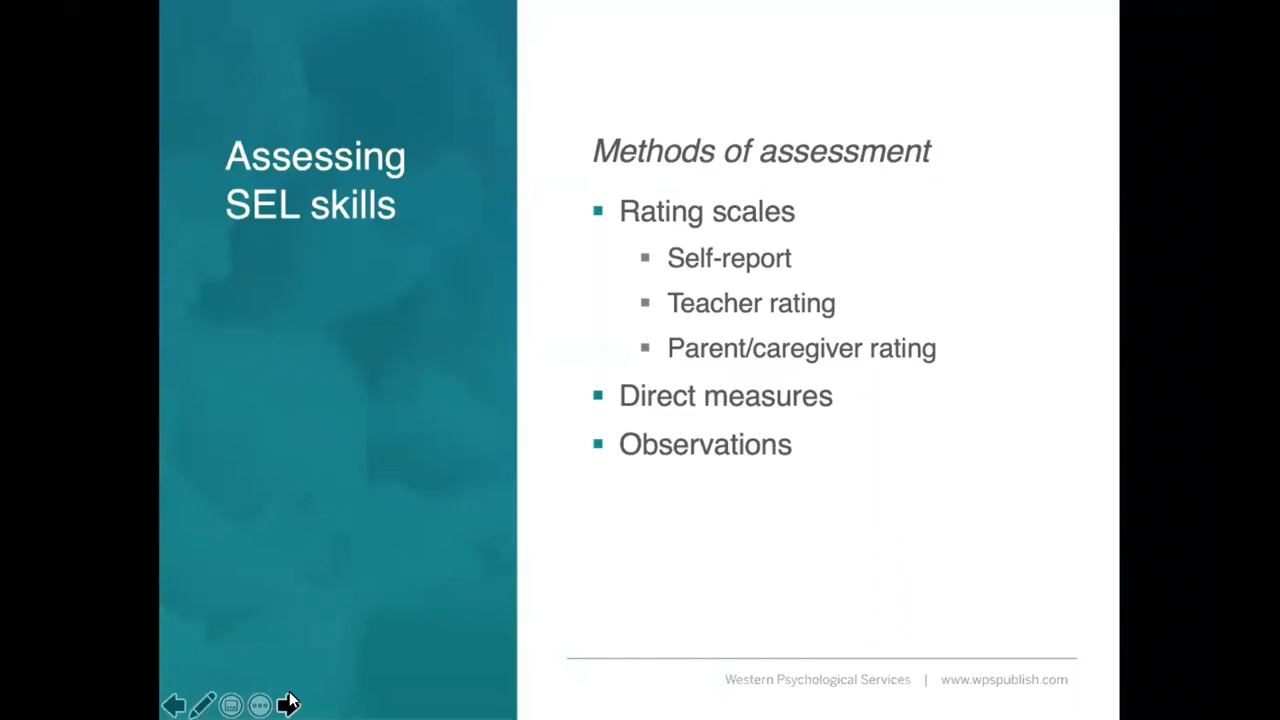 Assessing
SEL skills
Methods of assessment
Rating scales
Self-report
Teacher rating
Parent/caregiver rating
Direct measures
Observations
Western Psychological Services | www.wpspublish.com